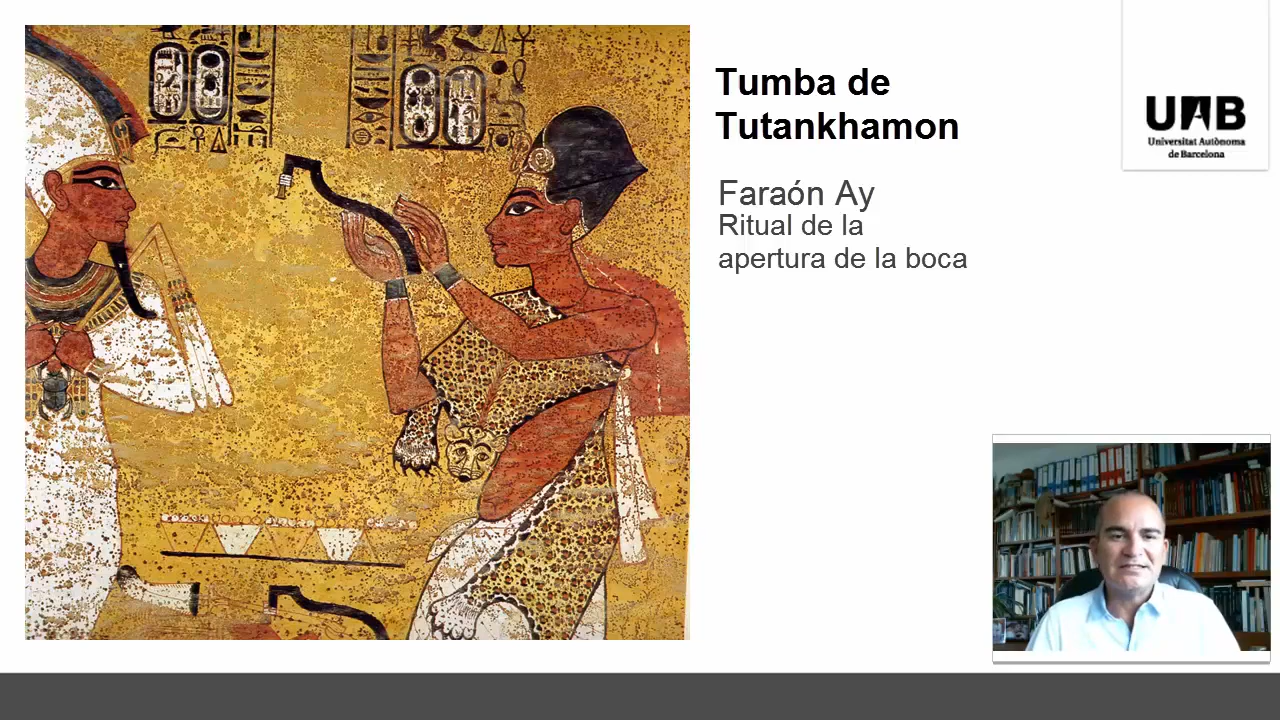 Tumba de
Tutankhamon
Faraón Ay
Ritual de la
apertura de la boca
UAB
Universitat Autònoma
de Barcelona